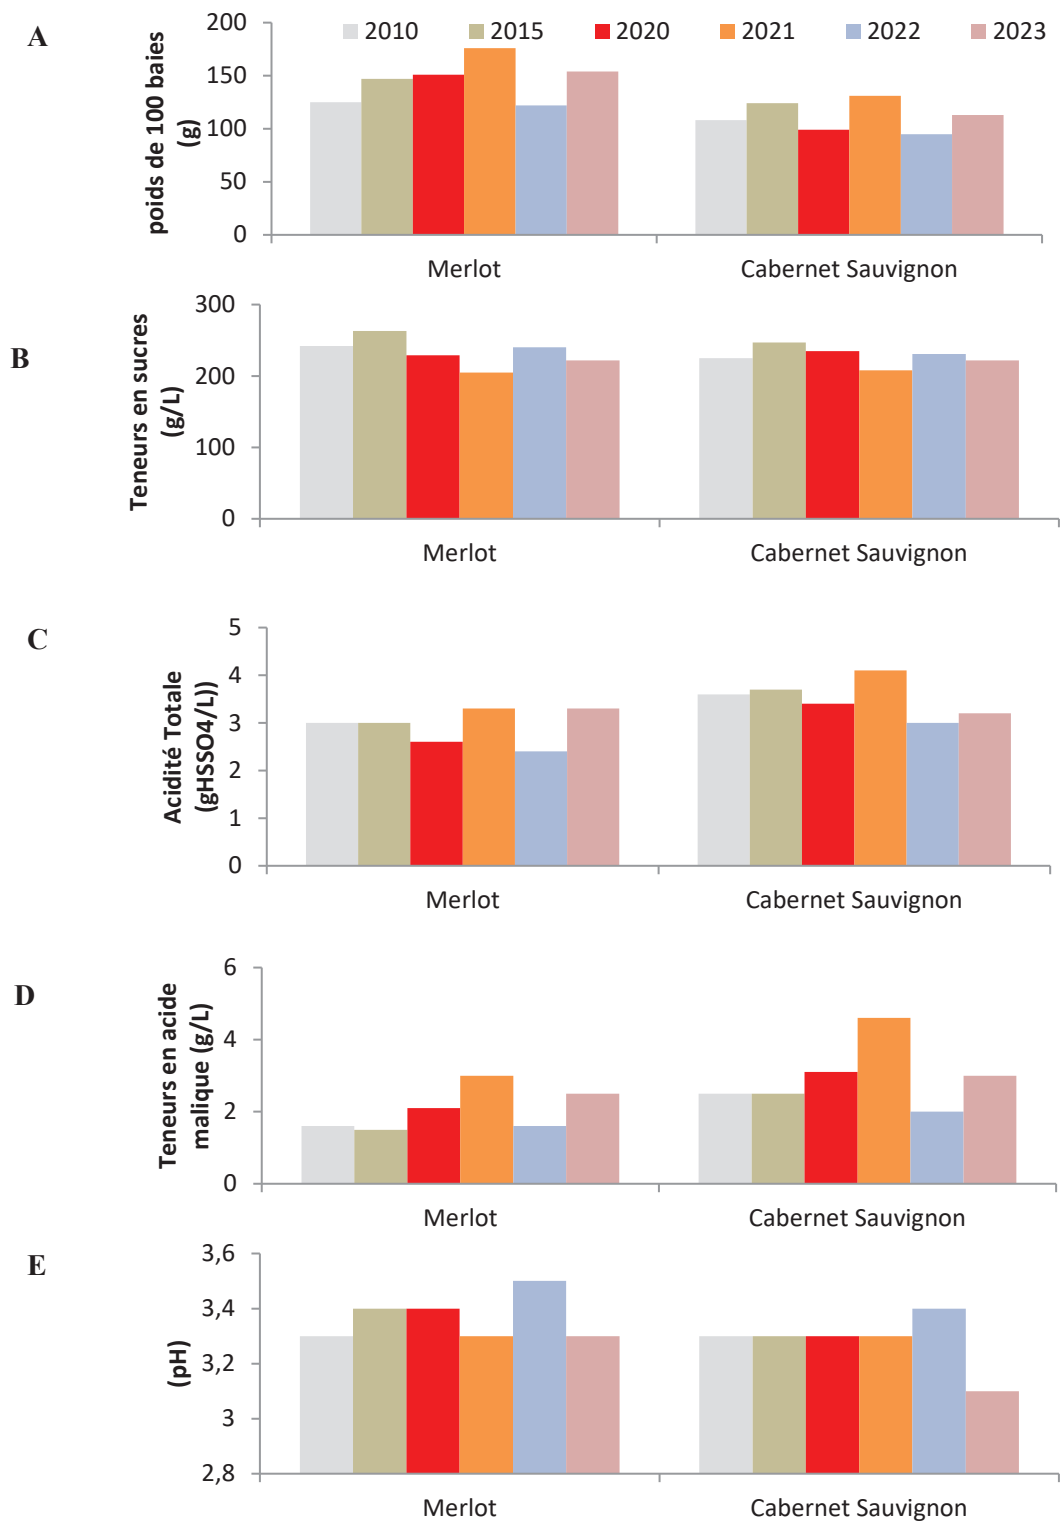 A
poids de 100 baies
(g)
200
150
100
50
0
2010 2015 2020 2021 2022 2023
Merlot Cabernet Sauvignon
B
Teneurs en sucres
(g/L)
300
200
100
0
Merlot Cabernet Sauvignon
C
Acidité Totale
(gHSSO4/L))
5
4
3
2
1
0
Merlot Cabernet Sauvignon
D
Teneurs en acide
malique (g/L)
6
4
2
0
Merlot Cabernet Sauvignon
E
(pH)
3,6
3,4
3,2
3
2,8
Merlot Cabernet Sauvignon